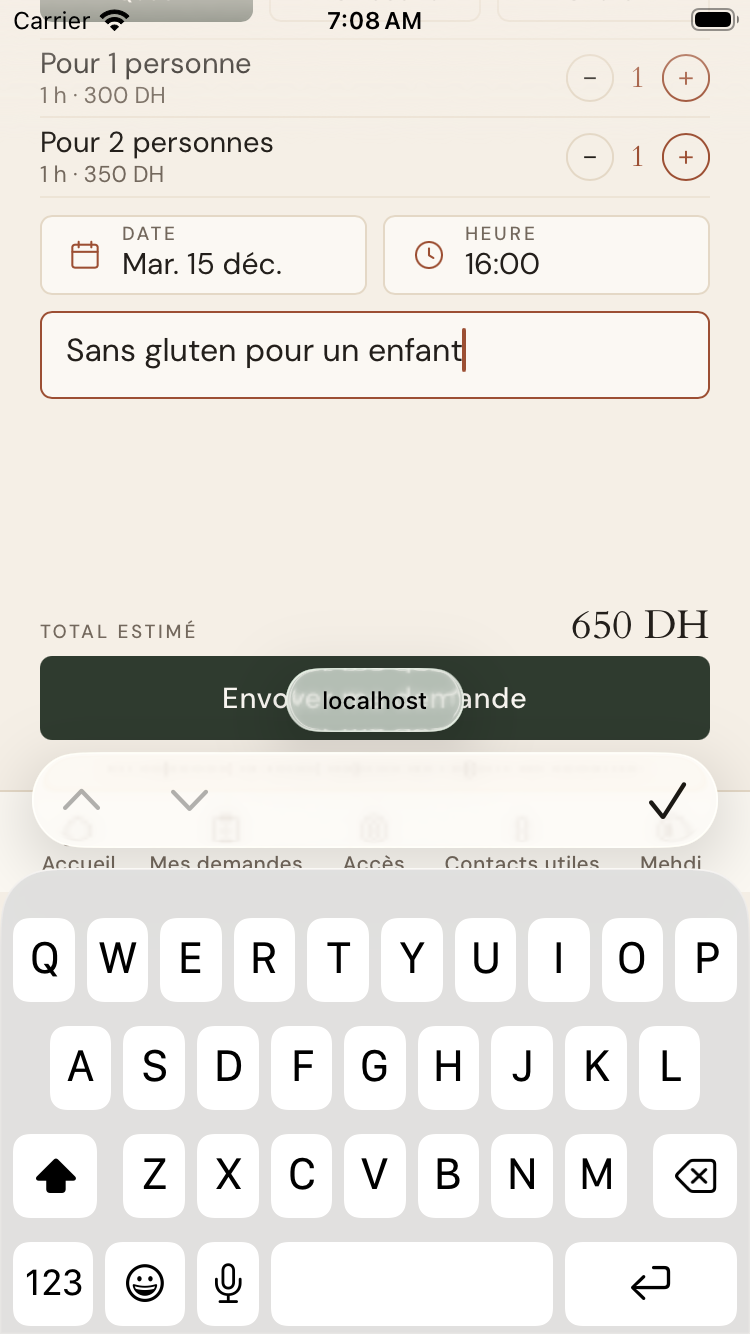 Carrier 7:08 AM
Pour 1 personne
1 h · 300 DH
− 1 +
Pour 2 personnes
1 h · 350 DH
− 1 +
DATE
Mar. 15 déc.
HEURE
16:00
Sans gluten pour un enfant
TOTAL ESTIMÉ 650 DH
localhost
Accueil Mes demandes Accès Contacts utiles Mehdi
Q W E R T Y U I O P
A S D F G H J K L
Z X C V B N M
123